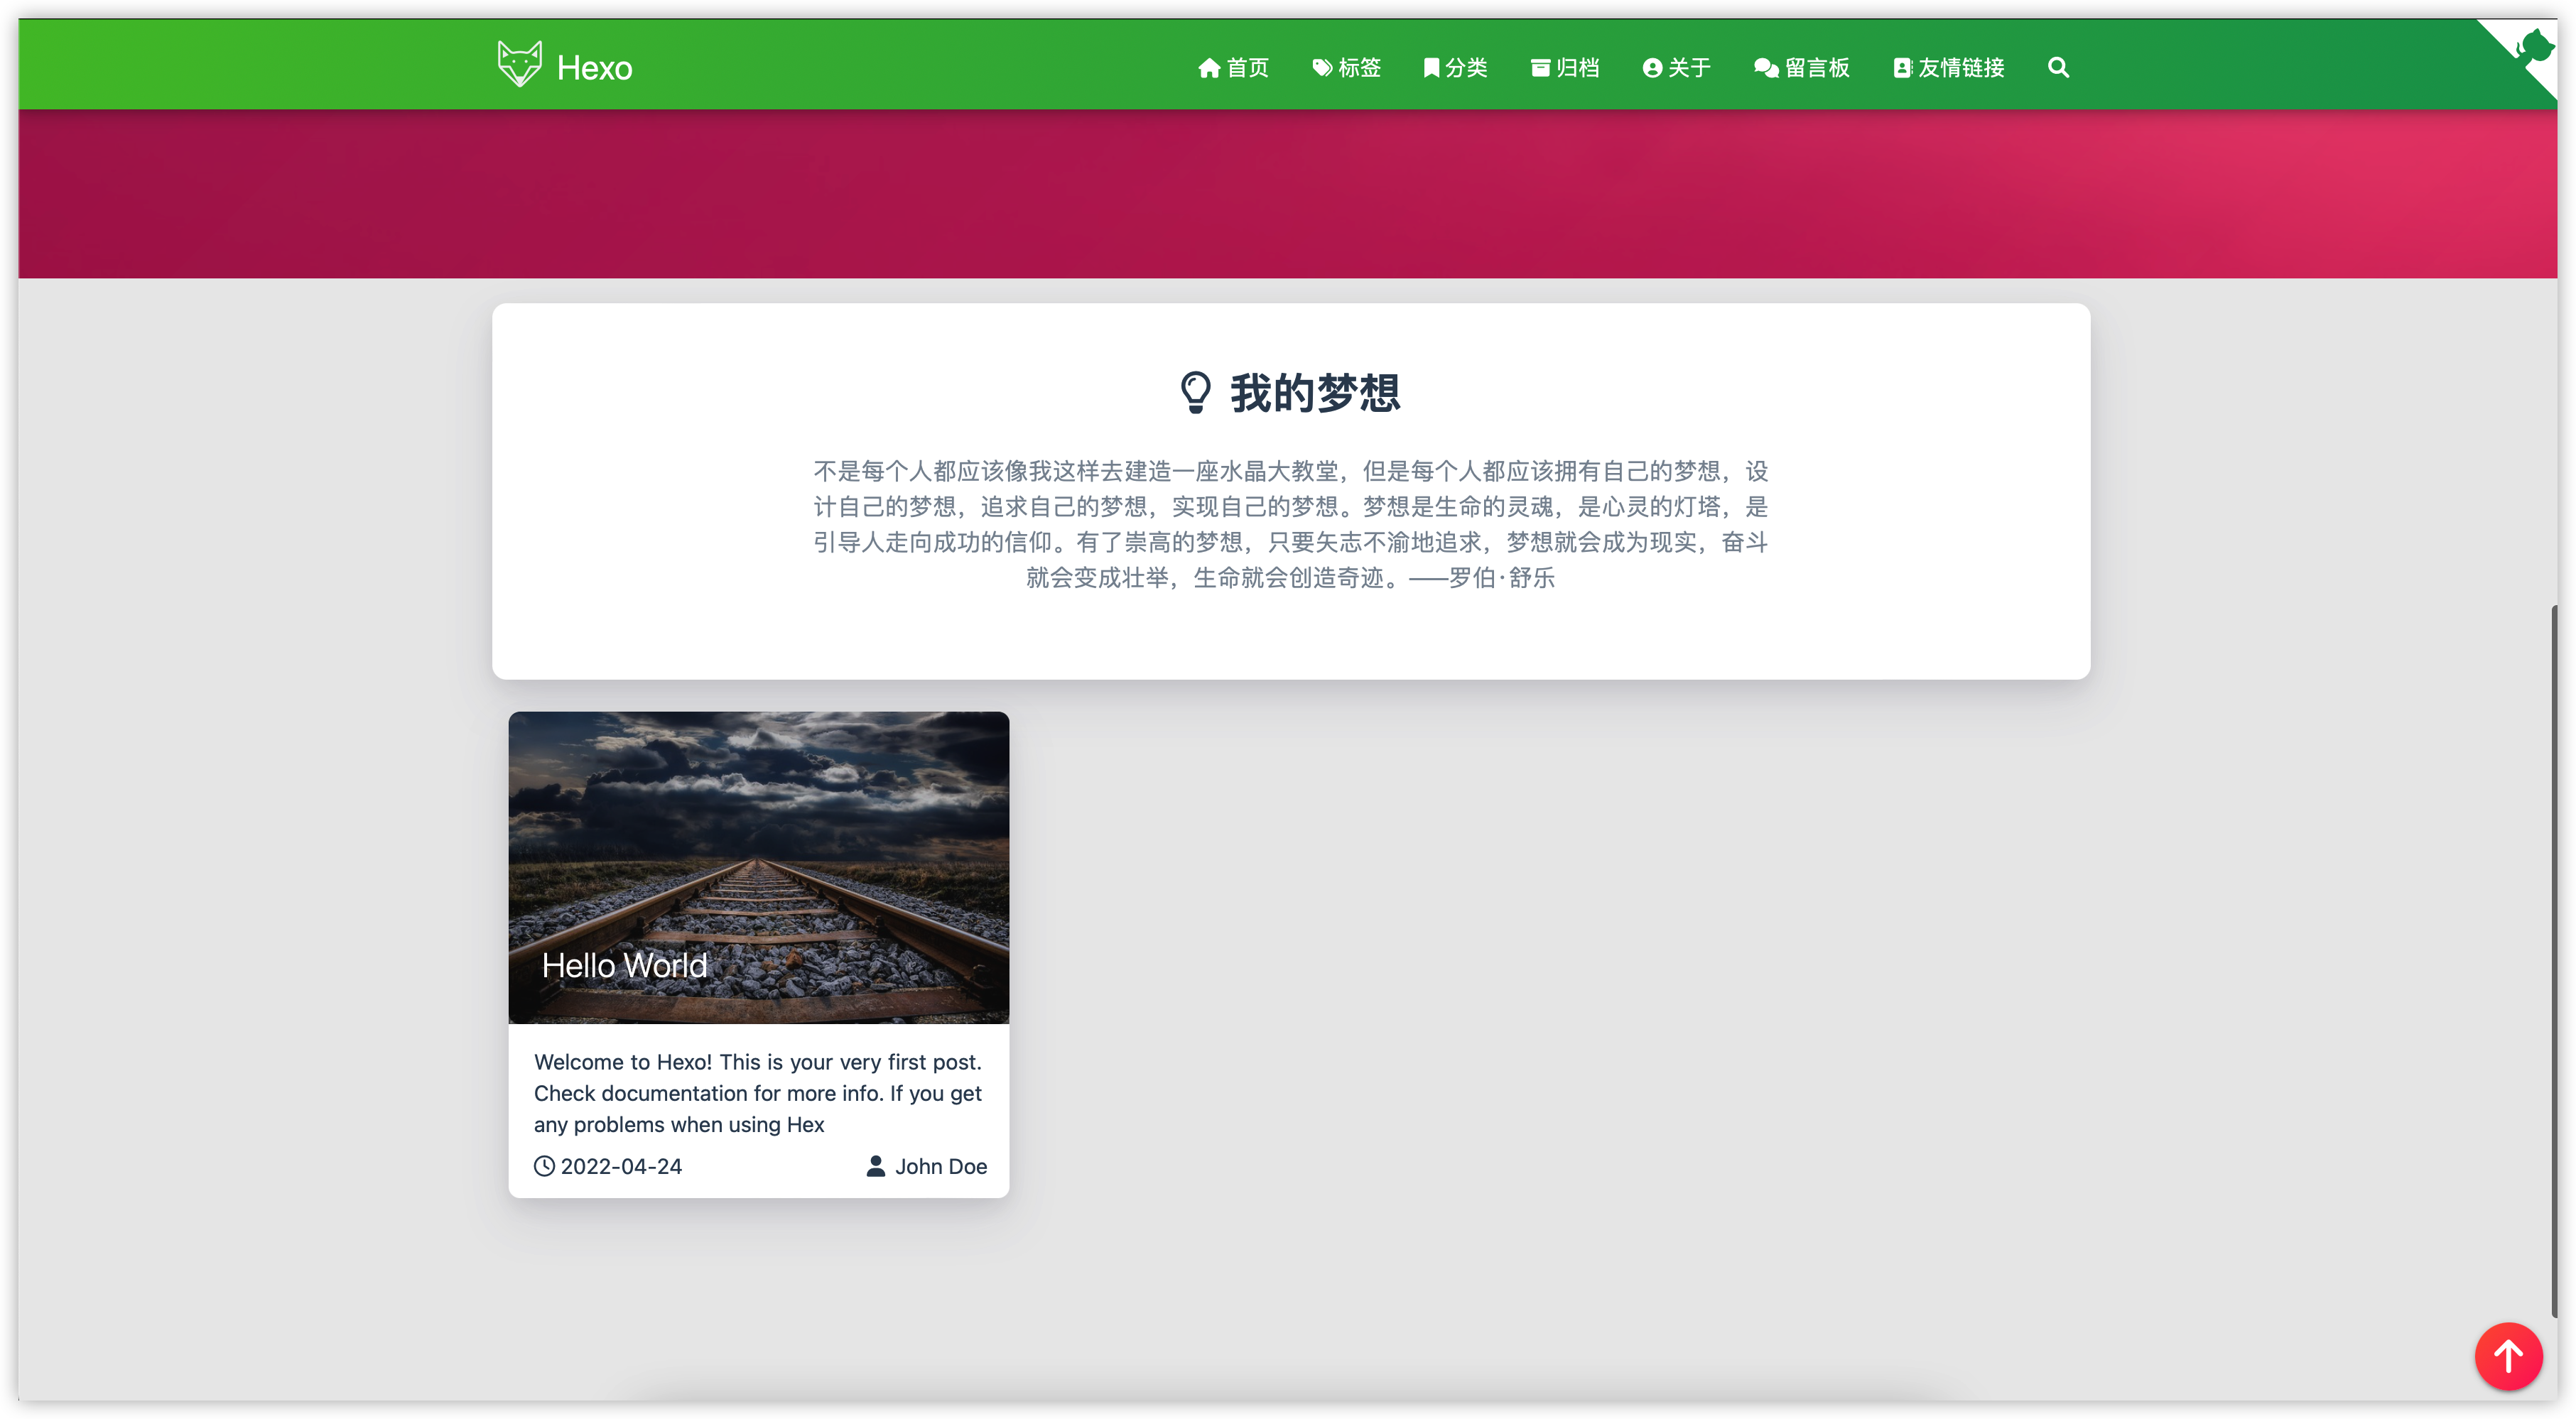 Hexo
首页 标签 分类 归档 关于 留言板 友情链接
我的梦想
不是每个人都应该像我这样去建造一座水晶大教堂，但是每个人都应该拥有自己的梦想，设
计自己的梦想，追求自己的梦想，实现自己的梦想。梦想是生命的灵魂，是心灵的灯塔，是
引导人走向成功的信仰。有了崇高的梦想，只要矢志不渝地追求，梦想就会成为现实，奋斗
就会变成壮举，生命就会创造奇迹。——罗伯·舒乐
Hello World
Welcome to Hexo! This is your very first post.
Check documentation for more info. If you get
any problems when using Hex
2022-04-24 John Doe